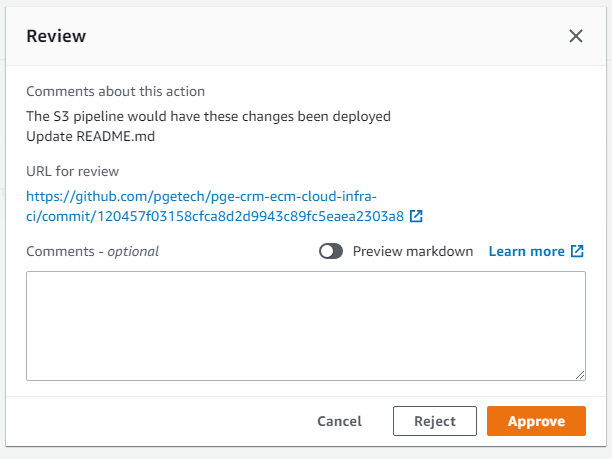 Review
Comments about this action
The S3 pipeline would have these changes been deployed
Update README.md
URL for review
https://github.com/pgetech/pge-crm-ecm-cloud-infra-
ci/commit/120457f03158cfca8d2d9943c89fc5eaea2303a8
Comments - optional Preview markdown Learn more
Cancel Reject Approve